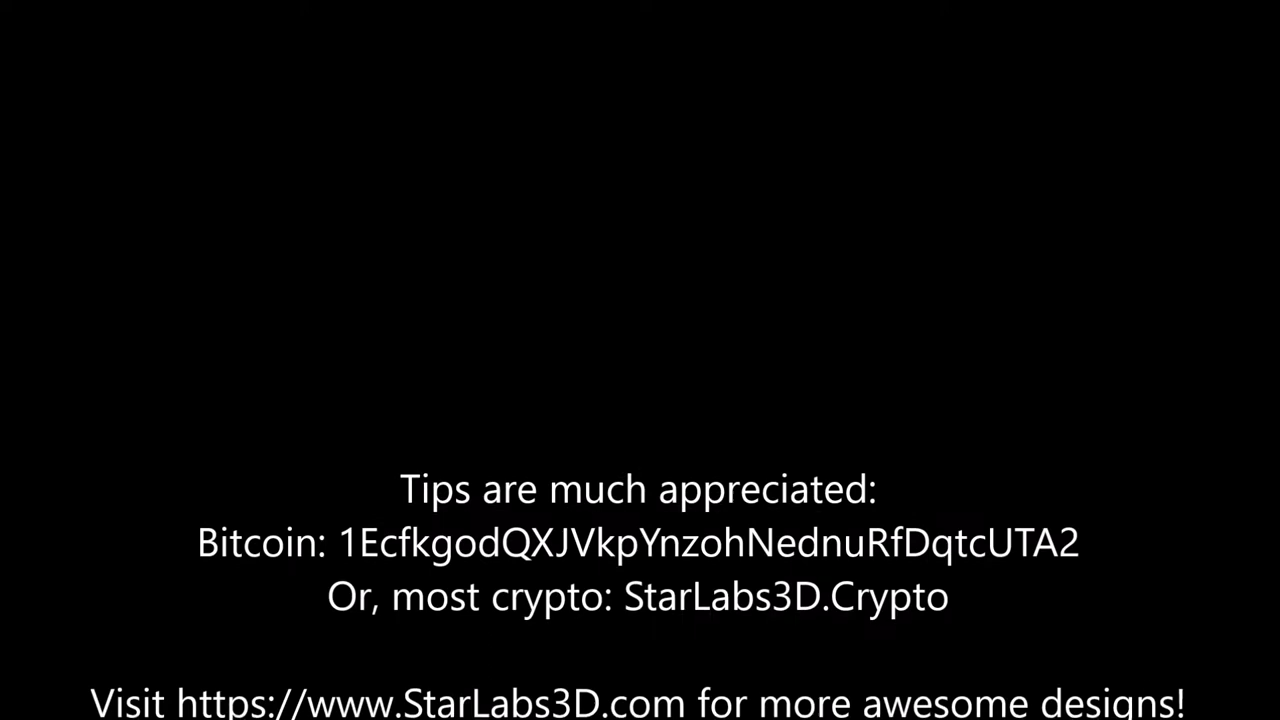 Tips are much appreciated:
Bitcoin: 1EcfkgodQXJVkpYnzohNednuRfDqtcUTA2
Or, most crypto: StarLabs3D.Crypto
Visit https://www.StarLabs3D.com for more awesome designs!